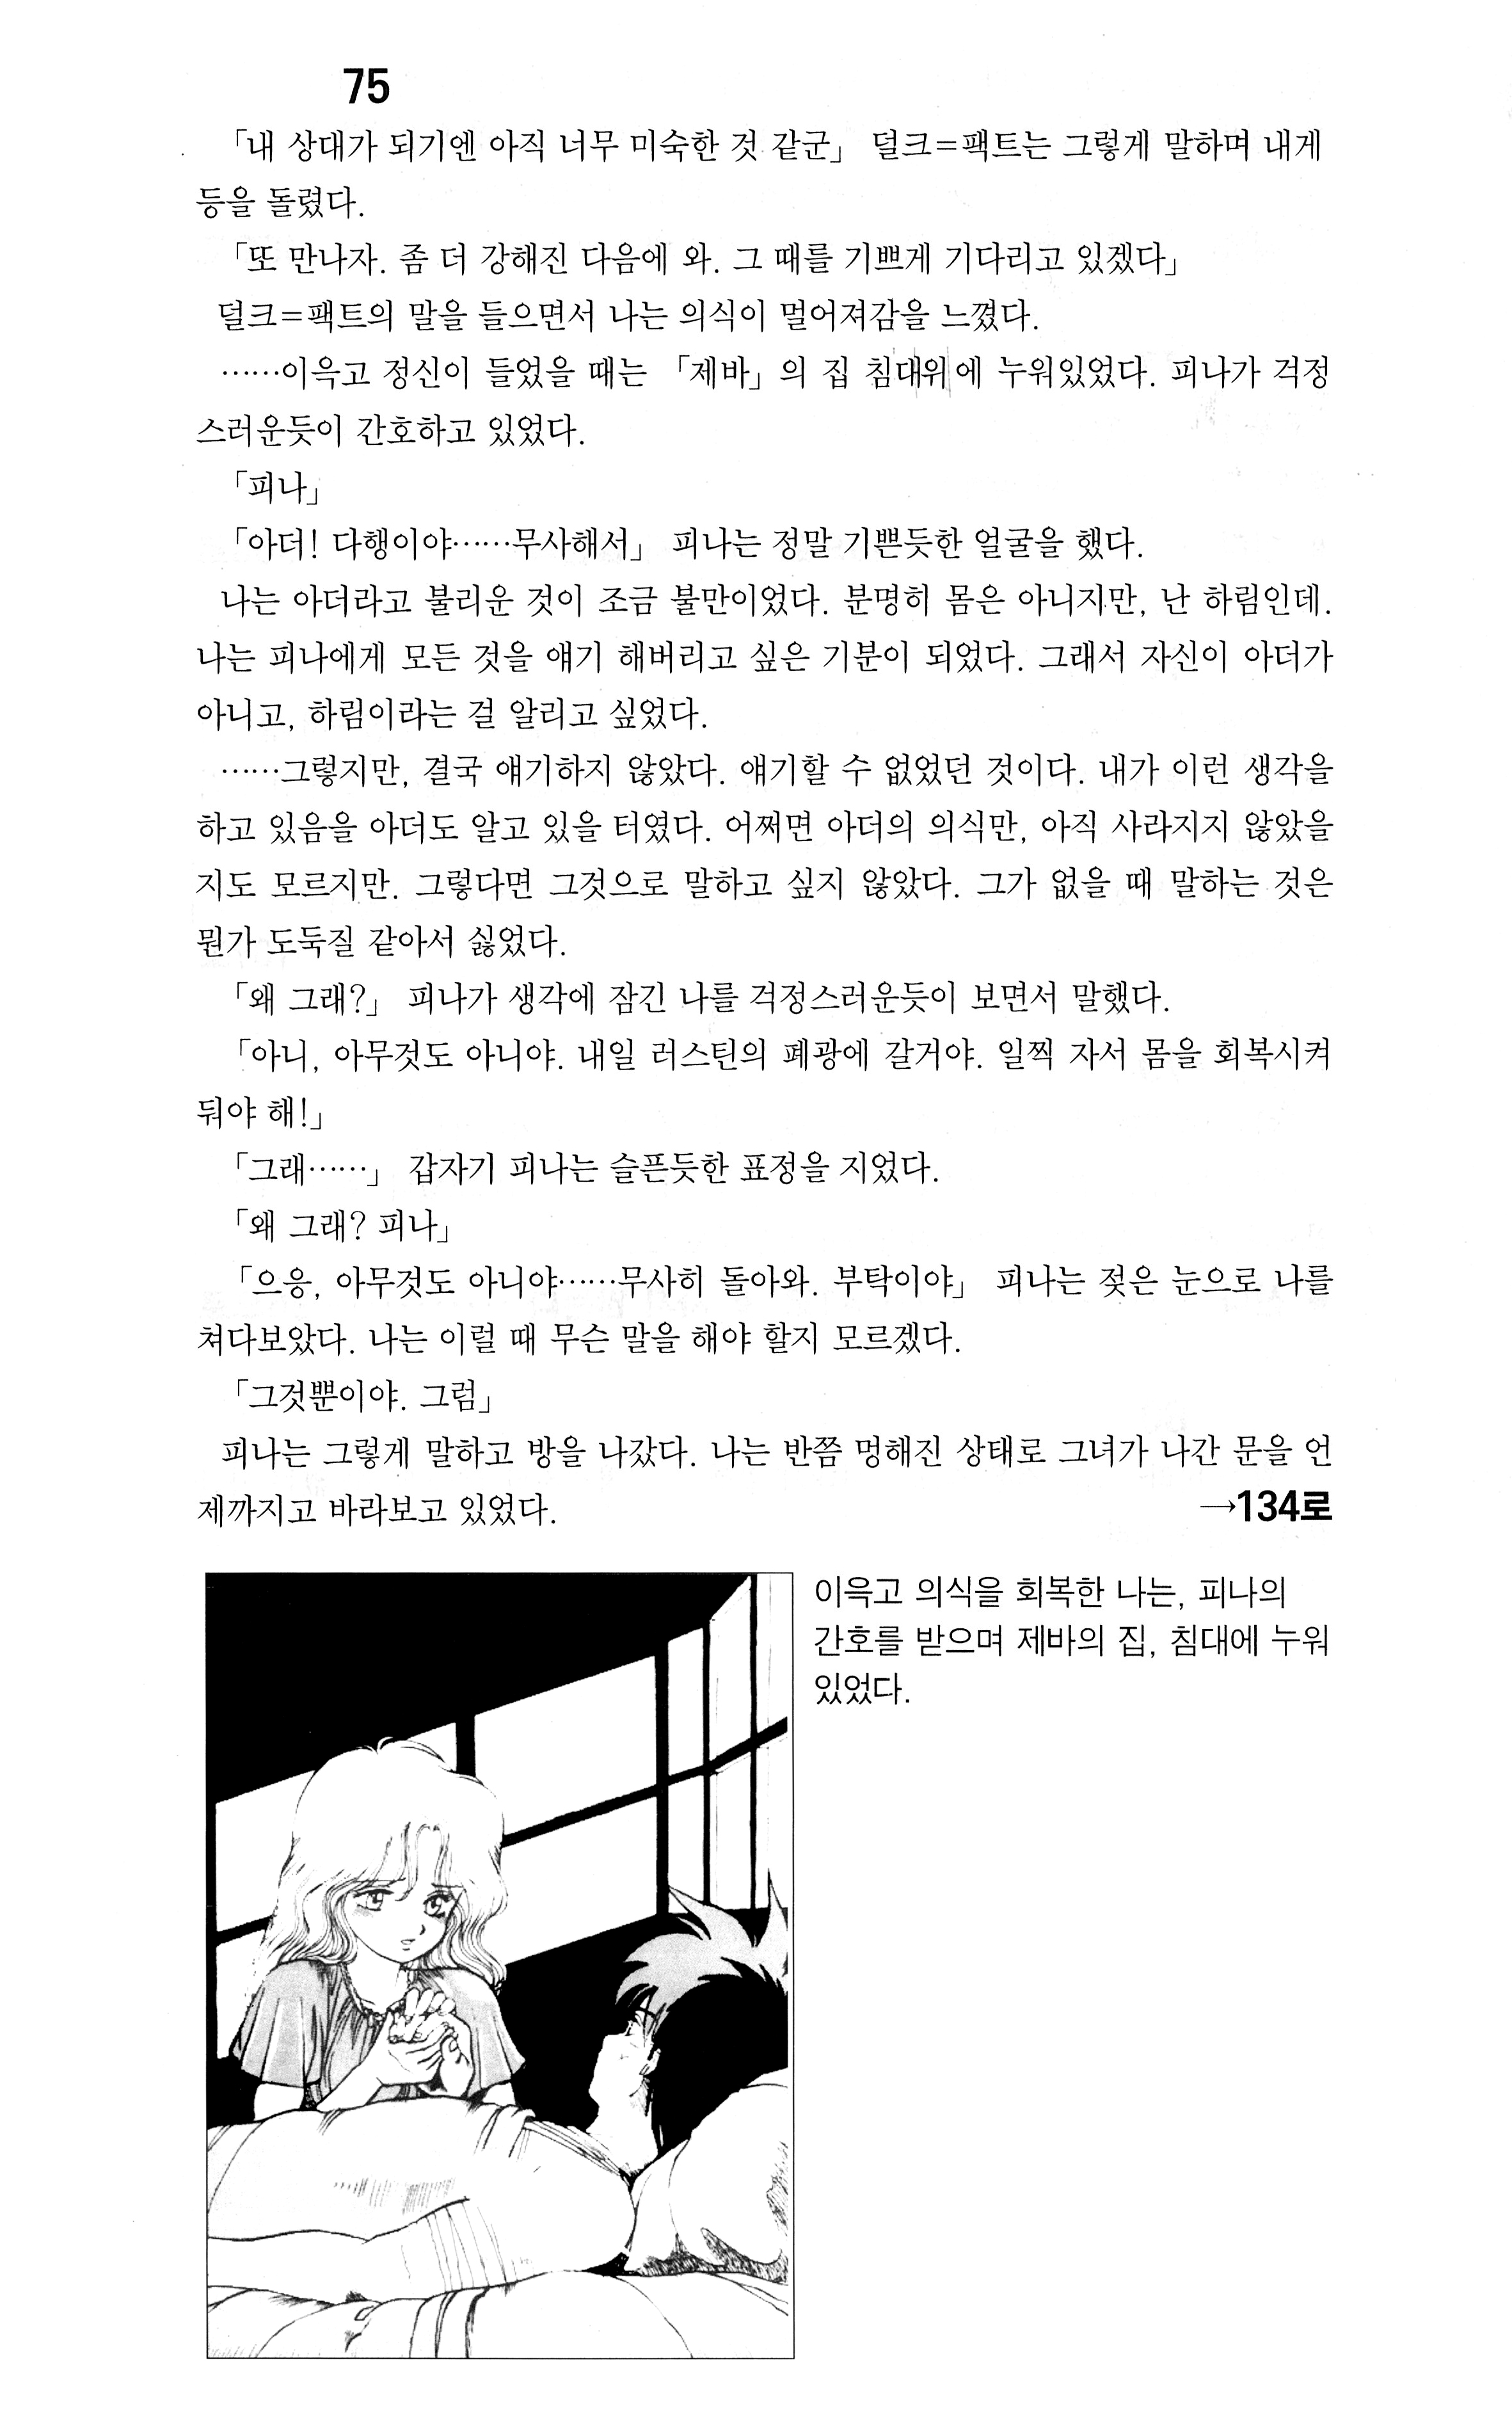 75
「내 상대가 되기엔 아직 너무 미숙한 것 같군」 덜크=팩트는 그렇게 말하며 내게
등을 돌렸다.
「또 만나자. 좀 더 강해진 다음에 와. 그 때를 기쁘게 기다리고 있겠다」
덜크=팩트의 말을 들으면서 나는 의식이 멀어져감을 느꼈다.
……이윽고 정신이 들었을 때는 「제바」의 집 침대위에 누워있었다. 피나가 걱정
스러운듯이 간호하고 있었다.
「피나」
「아더! 다행이야……무사해서」 피나는 정말 기쁜듯한 얼굴을 했다.
나는 아더라고 불리운 것이 조금 불만이었다. 분명히 몸은 아니지만, 난 하림인데.
나는 피나에게 모든 것을 얘기 해버리고 싶은 기분이 되었다. 그래서 자신이 아더가
아니고, 하림이라는 걸 알리고 싶었다.
……그렇지만, 결국 얘기하지 않았다. 얘기할 수 없었던 것이다. 내가 이런 생각을
하고 있음을 아더도 알고 있을 터였다. 어쩌면 아더의 의식만, 아직 사라지지 않았을
지도 모르지만. 그렇다면 그것으로 말하고 싶지 않았다. 그가 없을 때 말하는 것은
뭔가 도둑질 같아서 싫었다.
「왜 그래?」 피나가 생각에 잠긴 나를 걱정스러운듯이 보면서 말했다.
「아니, 아무것도 아니야. 내일 러스틴의 폐광에 갈거야. 일찍 자서 몸을 회복시켜
둬야 해!」
「그래……」 갑자기 피나는 슬픈듯한 표정을 지었다.
「왜 그래? 피나」
「으응, 아무것도 아니야……무사히 돌아와. 부탁이야」 피나는 젖은 눈으로 나를
쳐다보았다. 나는 이럴 때 무슨 말을 해야 할지 모르겠다.
「그것뿐이야. 그럼」
피나는 그렇게 말하고 방을 나갔다. 나는 반쯤 멍해진 상태로 그녀가 나간 문을 언
제까지고 바라보고 있었다. →134로
이윽고 의식을 회복한 나는, 피나의
간호를 받으며 제바의 집, 침대에 누워
있었다.